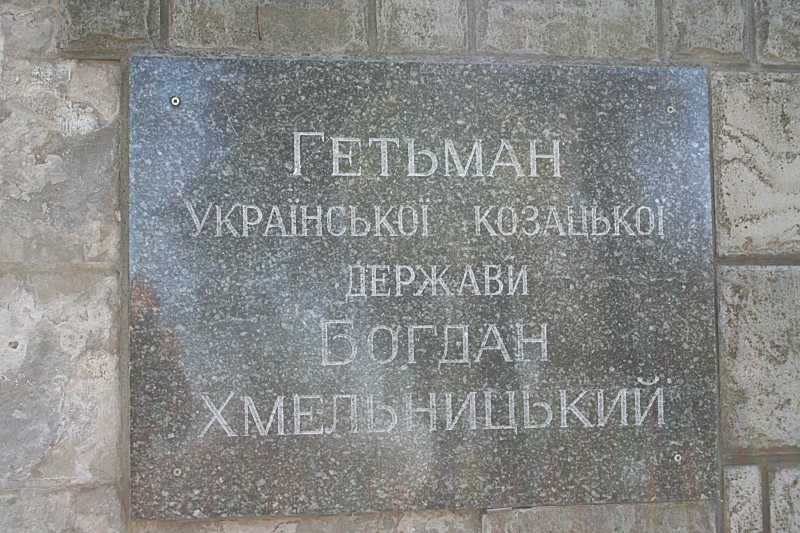 Гетьман
української козацької
держави
Богдан
Хмельницький